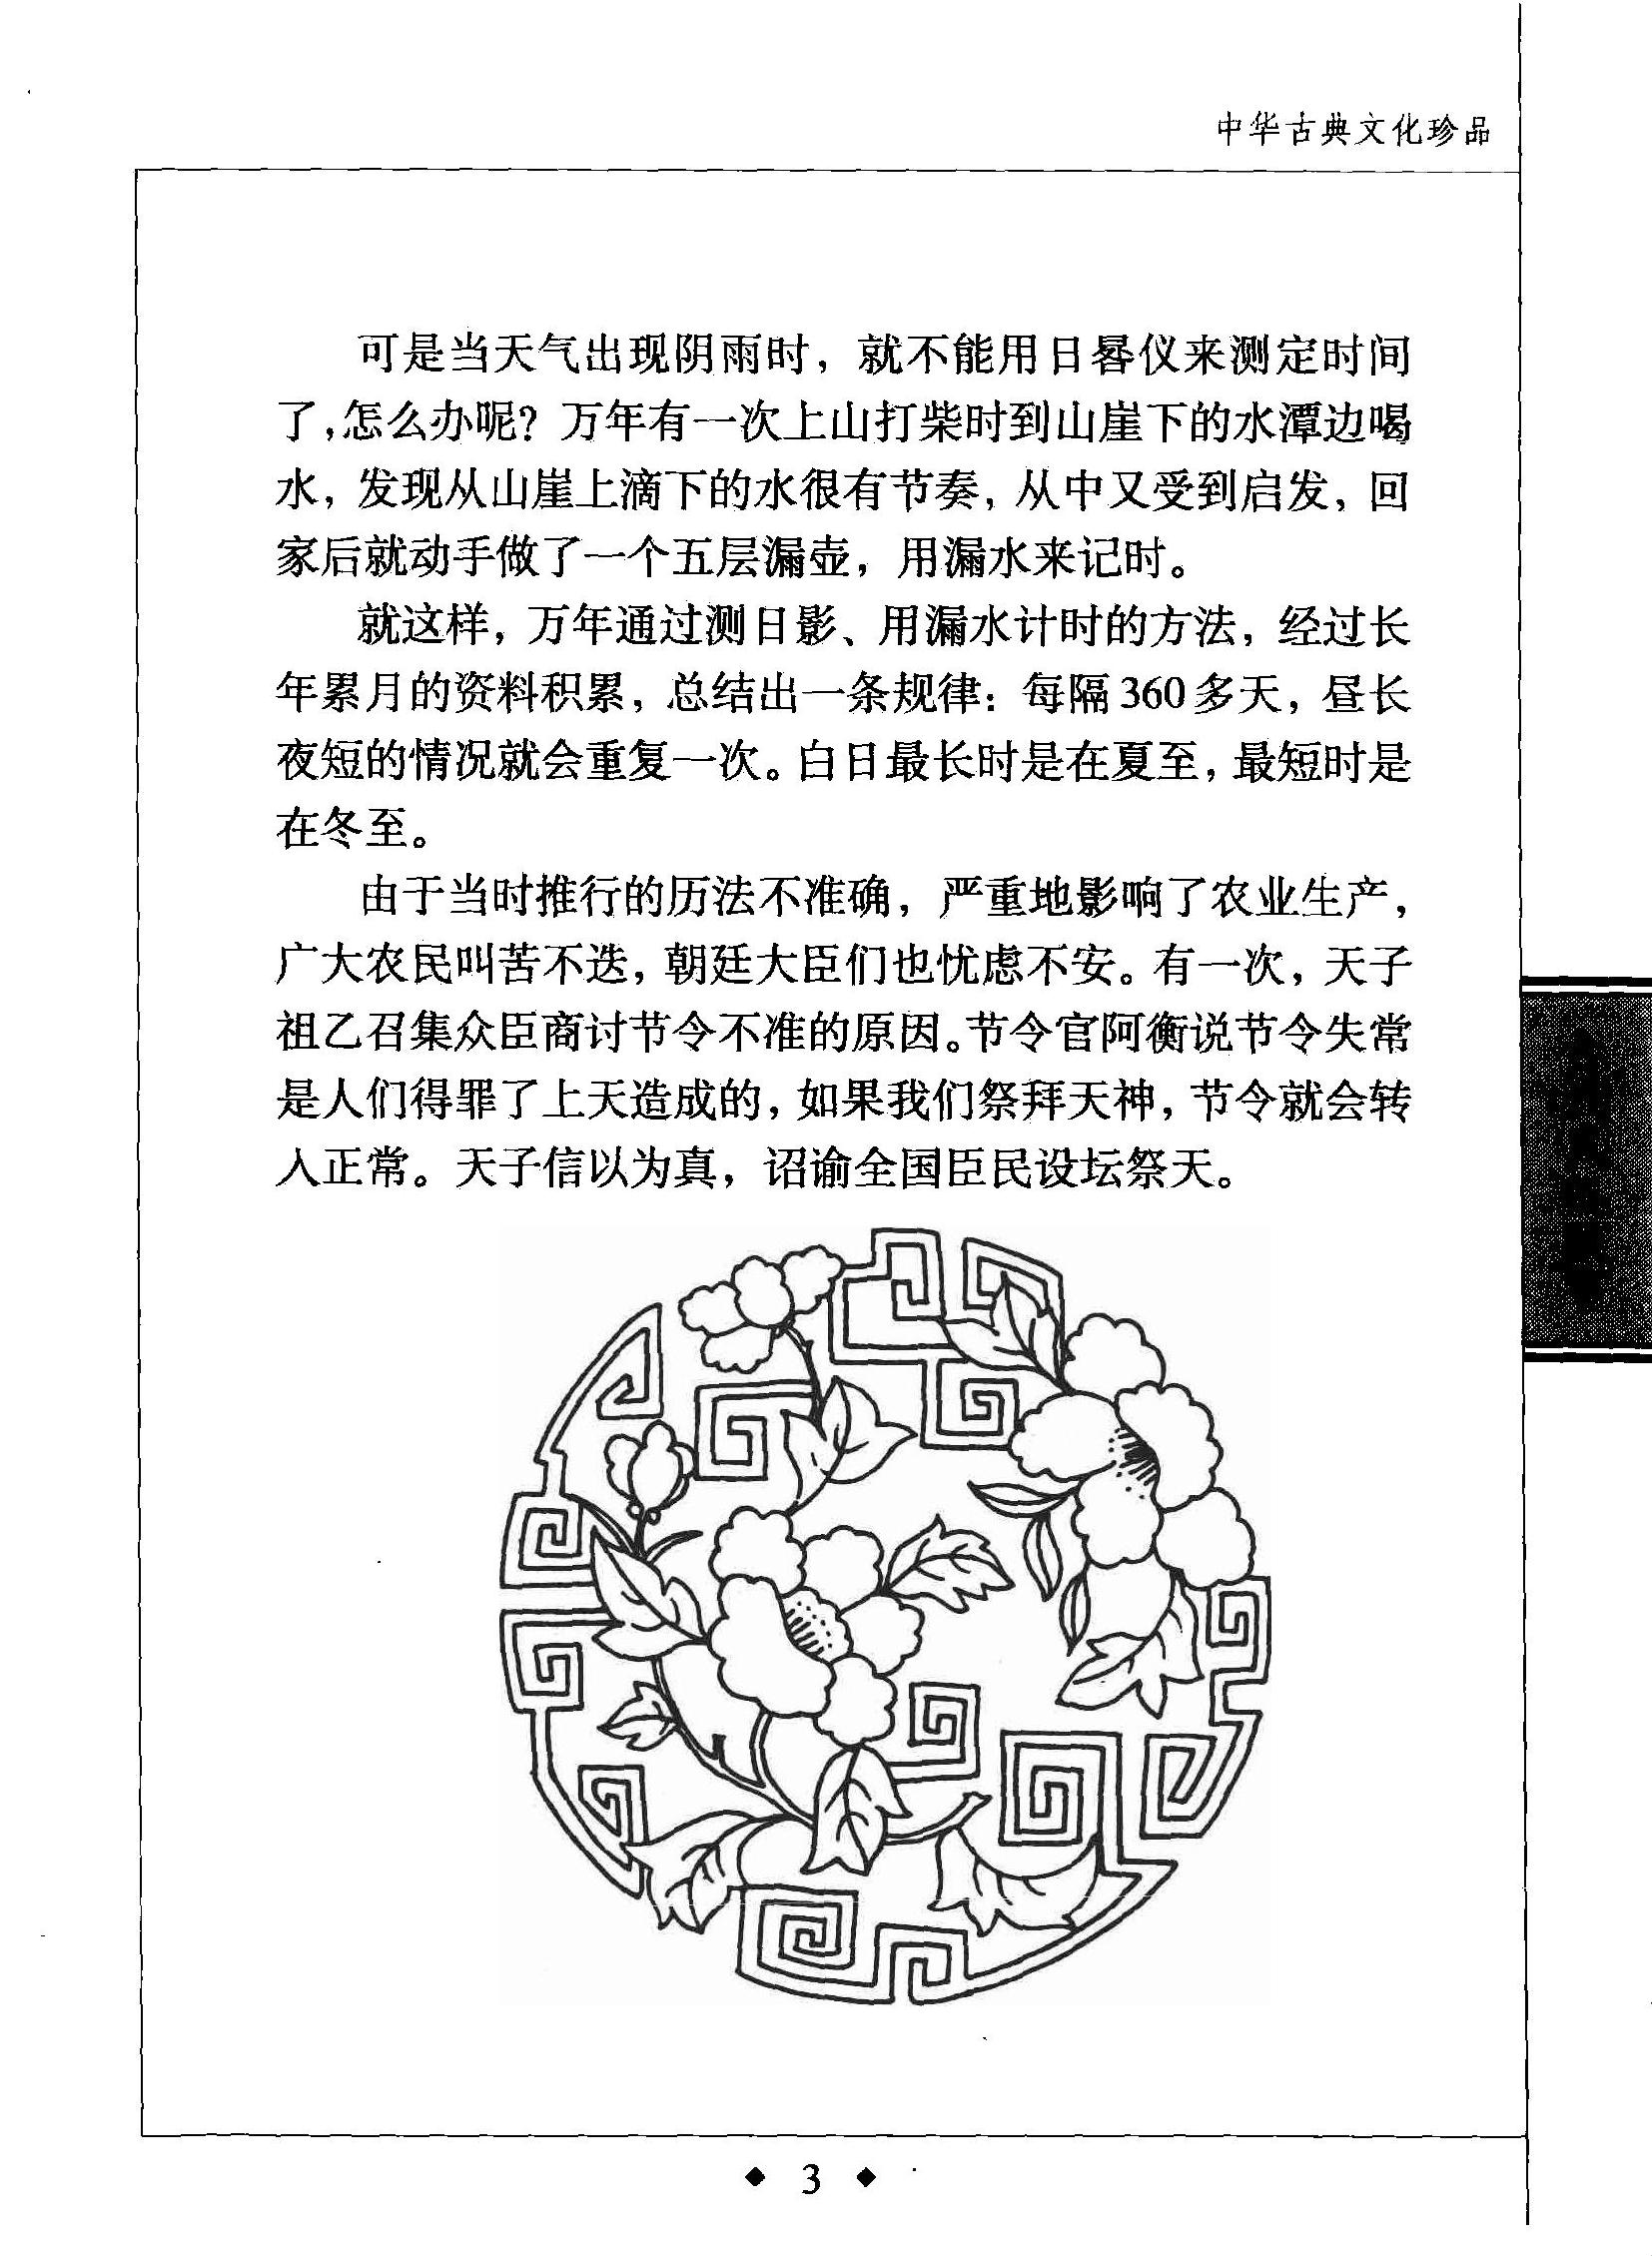 中华古典文化珍品
可是当天气出现阴雨时，就不能用日晷仪来测定时间
了，怎么办呢？万年有一次上山打柴时到山崖下的水潭边喝
水，发现从山崖上滴下的水很有节奏，从中又受到启发，回
家后就动手做了一个五层漏壶，用漏水来记时。
就这样，万年通过测日影、用漏水计时的方法，经过长
年累月的资料积累，总结出一条规律：每隔360多天，昼长
夜短的情况就会重复一次。白日最长时是在夏至，最短时是
在冬至。
由于当时推行的历法不准确，严重地影响了农业生产，
广大农民叫苦不迭，朝廷大臣们也忧虑不安。有一次，天子
祖乙召集众臣商讨节令不准的原因。节令官阿衡说节令失常
是人们得罪了上天造成的，如果我们祭拜天神，节令就会转
入正常。天子信以为真，诏谕全国臣民设坛祭天。
◆ 3 ◆